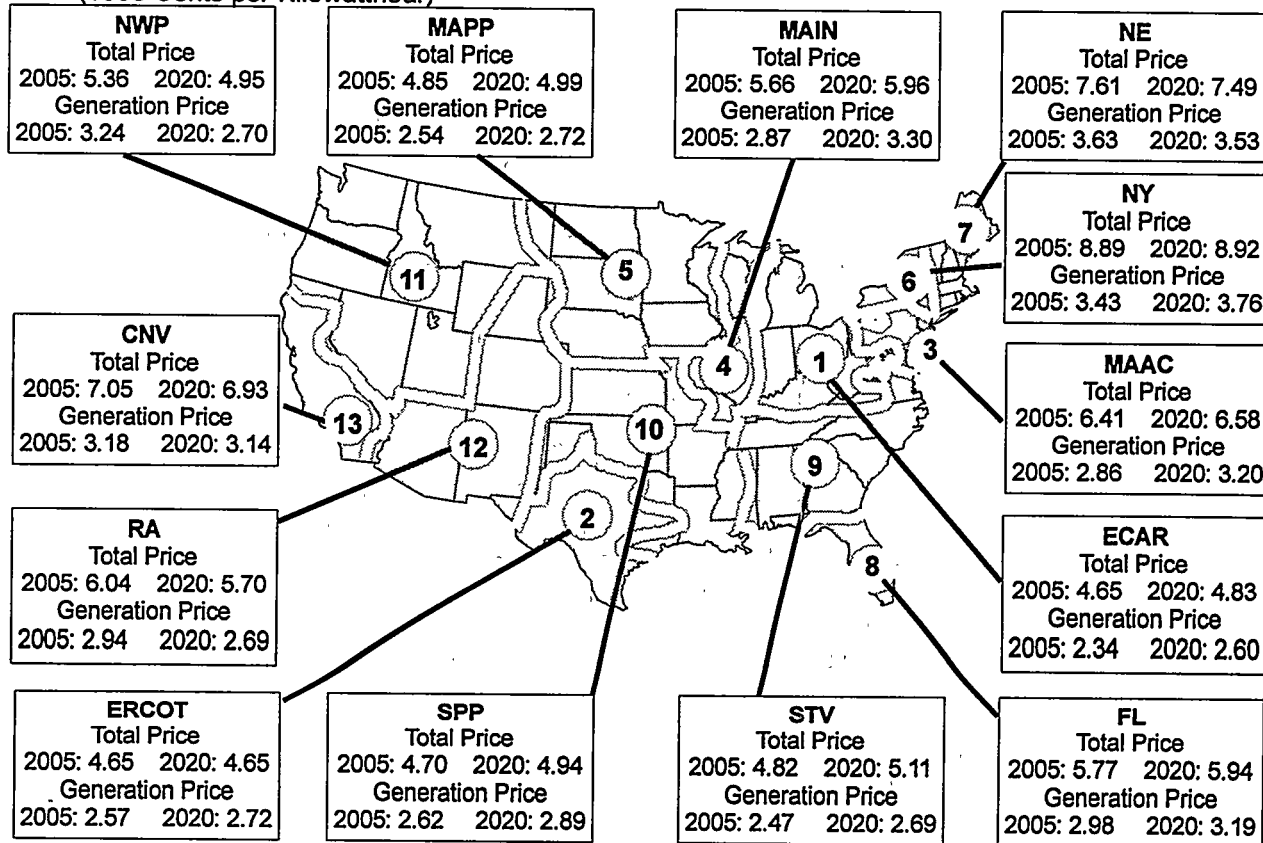 NWP
Total Price
2005: 5.36 2020: 4.95
Generation Price
2005: 3.24 2020: 2.70
MAPP
Total Price
2005: 4.85 2020: 4.99
Generation Price
2005: 2.54 2020: 2.72
MAIN
Total Price
2005: 5.66 2020: 5.96
Generation Price
2005: 2.87 2020: 3.30
NE
Total Price
2005: 7.61 2020: 7.49
Generation Price
2005: 3.63 2020: 3.53
NY
Total Price
2005: 8.89 2020: 8.92
Generation Price
2005: 3.43 2020: 3.76
CNV
Total Price
2005: 7.05 2020: 6.93
Generation Price
2005: 3.18 2020: 3.14
MAAC
Total Price
2005: 6.41 2020: 6.58
Generation Price
2005: 2.86 2020: 3.20
RA
Total Price
2005: 6.04 2020: 5.70
Generation Price
2005: 2.94 2020: 2.69
ECAR
Total Price
2005: 4.65 2020: 4.83
Generation Price
2005: 2.34 2020: 2.60
ERCOT
Total Price
2005: 4.65 2020: 4.65
Generation Price
2005: 2.57 2020: 2.72
SPP
Total Price
2005: 4.70 2020: 4.94
Generation Price
2005: 2.62 2020: 2.89
STV
Total Price
2005: 4.82 2020: 5.11
Generation Price
2005: 2.47 2020: 2.69
FL
Total Price
2005: 5.77 2020: 5.94
Generation Price
2005: 2.98 2020: 3.19
11
5
7
6
4
1
3
13
12
10
9
2
8